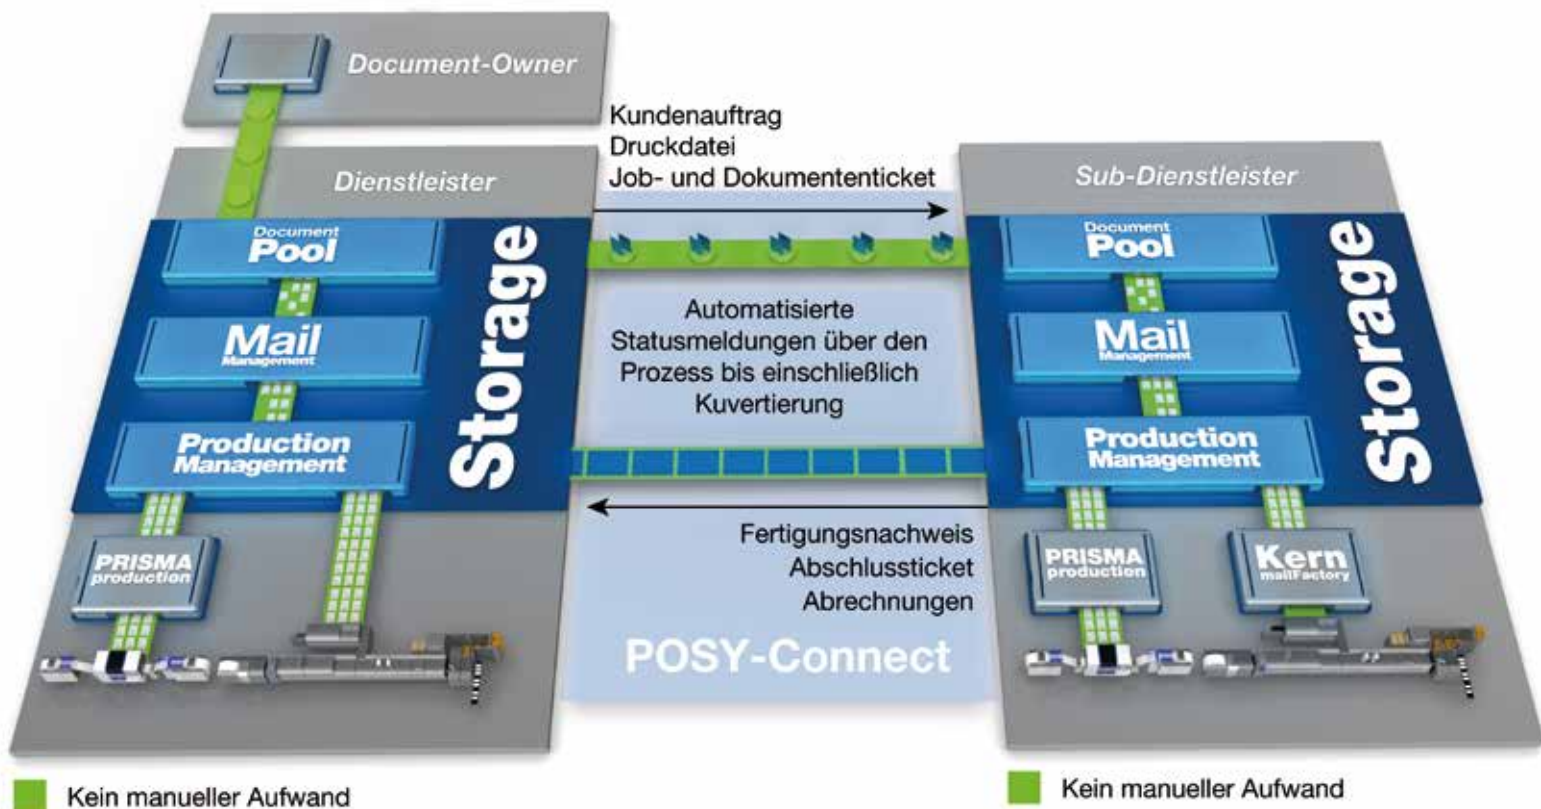 Document-Owner
Kundenauftrag
Druckdatei
Job- und Dokumententicket
Dienstleister
Document
Pool
Mail
Management
Production
Management
Storage
PRISMA
production
Automatisierte
Statusmeldungen über den
Prozess bis einschließlich
Kuvertierung
Fertigungsnachweis
Abschlussticket
Abrechnungen
POSY-Connect
Sub-Dienstleister
Document
Pool
Mail
Management
Production
Management
Storage
PRISMA
production
Kern
mailFactory
Kein manueller Aufwand
Kein manueller Aufwand